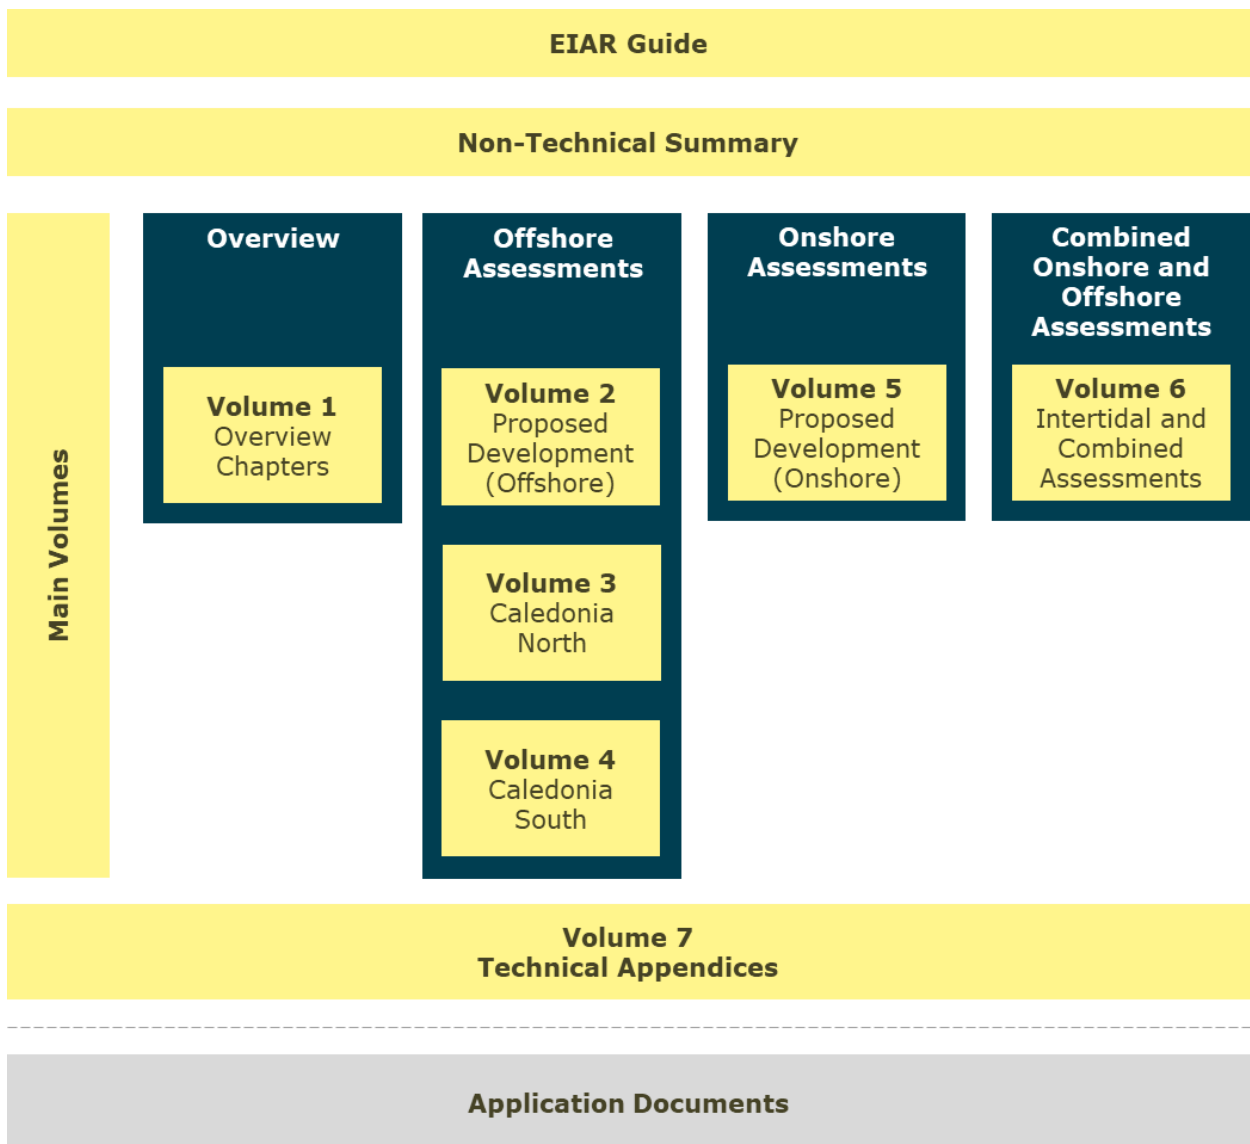 EIAR Guide
Non-Technical Summary
Main Volumes
Overview
Volume 1
Overview
Chapters
Offshore
Assessments
Volume 2
Proposed
Development
(Offshore)
Volume 3
Caledonia
North
Volume 4
Caledonia
South
Onshore
Assessments
Volume 5
Proposed
Development
(Onshore)
Combined
Onshore and
Offshore
Assessments
Volume 6
Intertidal and
Combined
Assessments
Volume 7
Technical Appendices
Application Documents